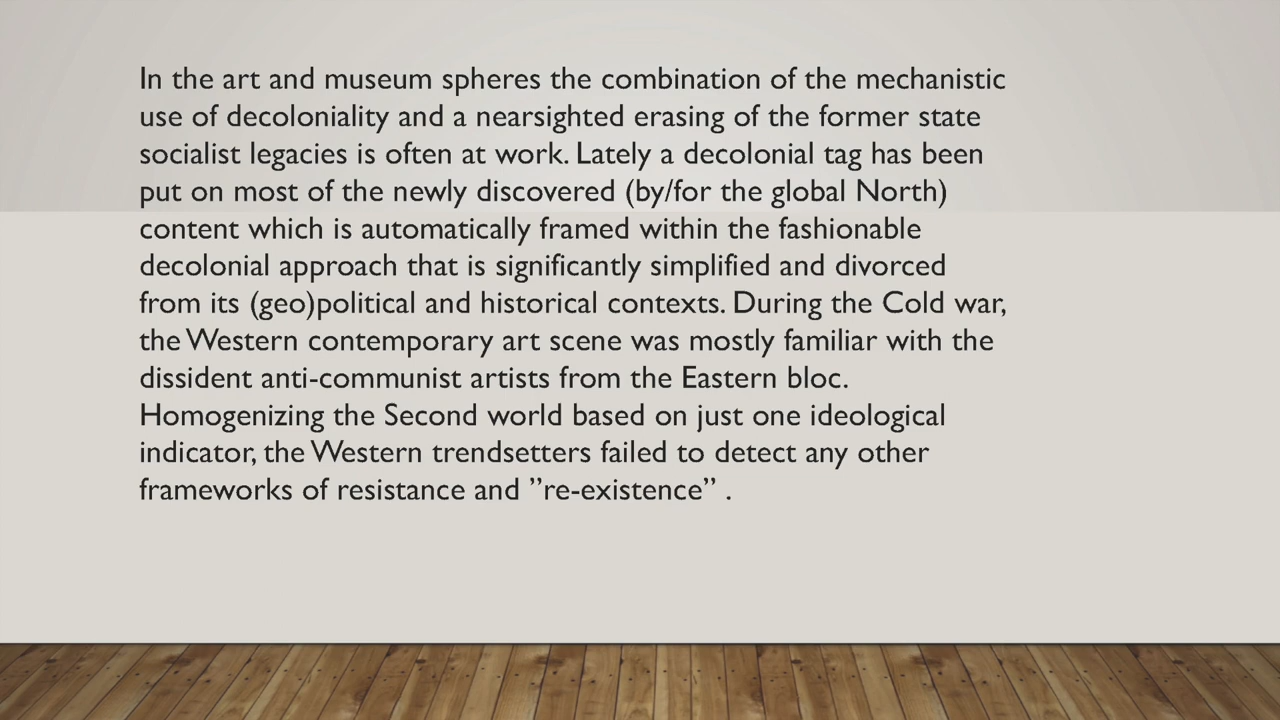 In the art and museum spheres the combination of the mechanistic
use of decoloniality and a nearsighted erasing of the former state
socialist legacies is often at work. Lately a decolonial tag has been
put on most of the newly discovered (by/for the global North)
content which is automatically framed within the fashionable
decolonial approach that is significantly simplified and divorced
from its (geo)political and historical contexts. During the Cold war,
the Western contemporary art scene was mostly familiar with the
dissident anti-communist artists from the Eastern bloc.
Homogenizing the Second world based on just one ideological
indicator, the Western trendsetters failed to detect any other
frameworks of resistance and ”re-existence” .